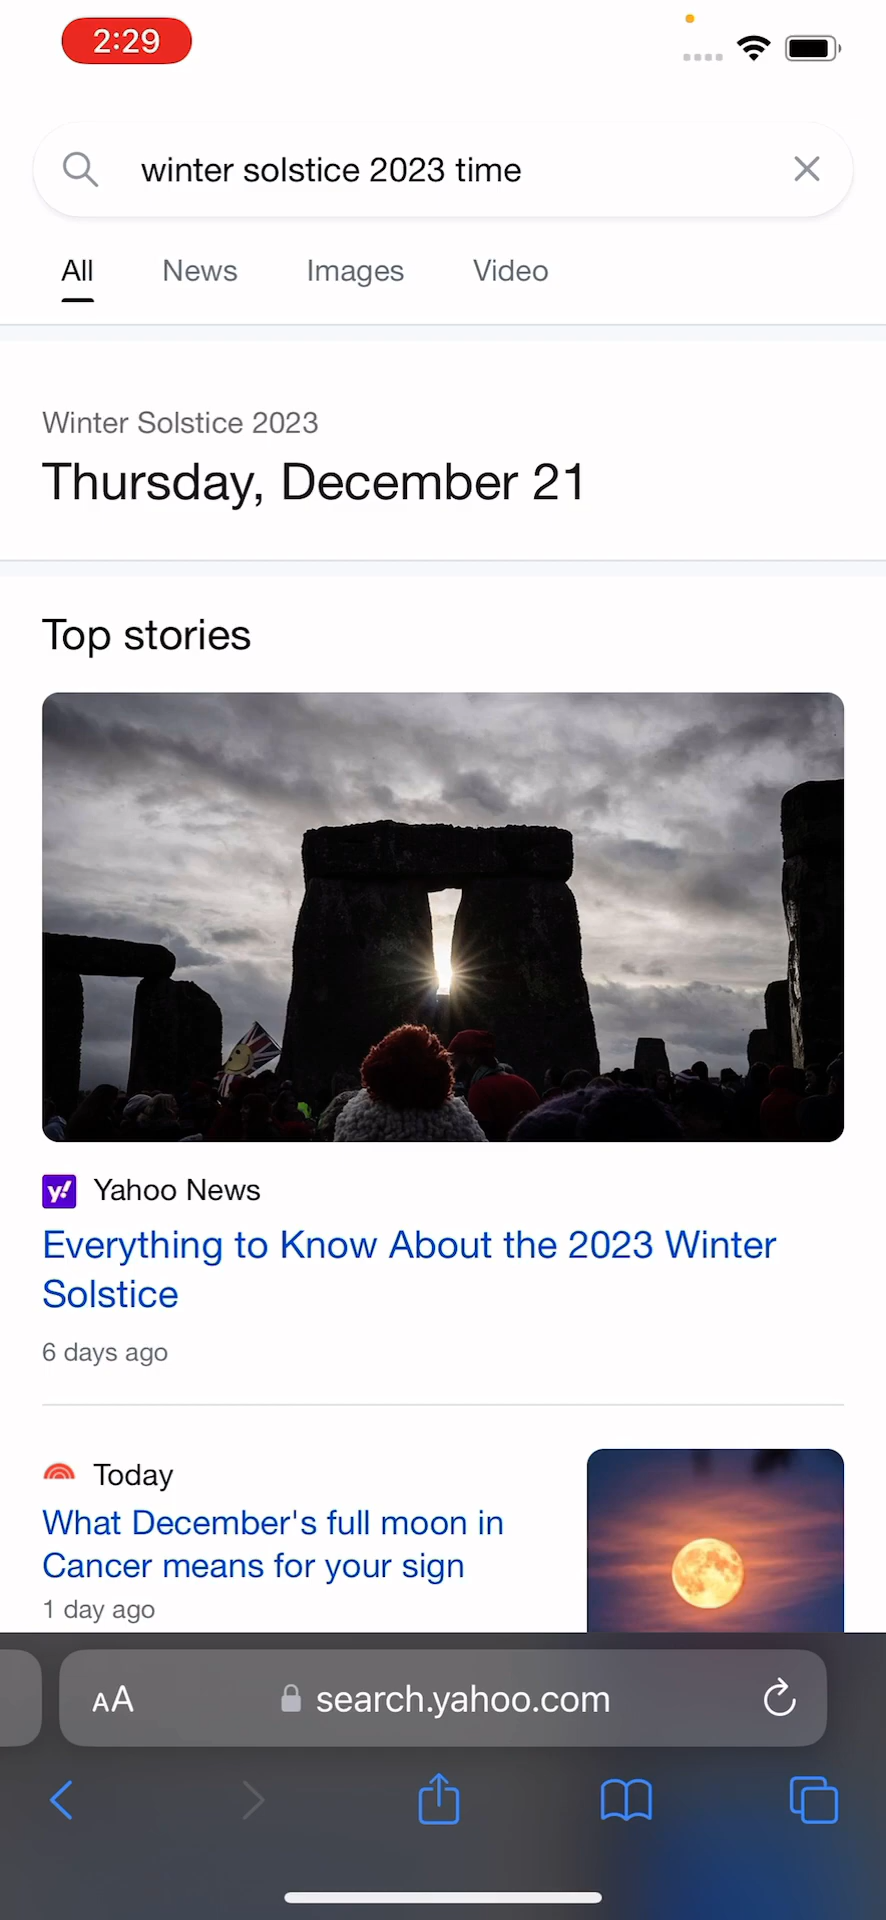 2:29
winter solstice 2023 time
All News Images Video
Winter Solstice 2023
Thursday, December 21
Top stories
y! Yahoo News
Everything to Know About the 2023 Winter
Solstice
6 days ago
Today
What December's full moon in
Cancer means for your sign
1 day ago
AA search.yahoo.com